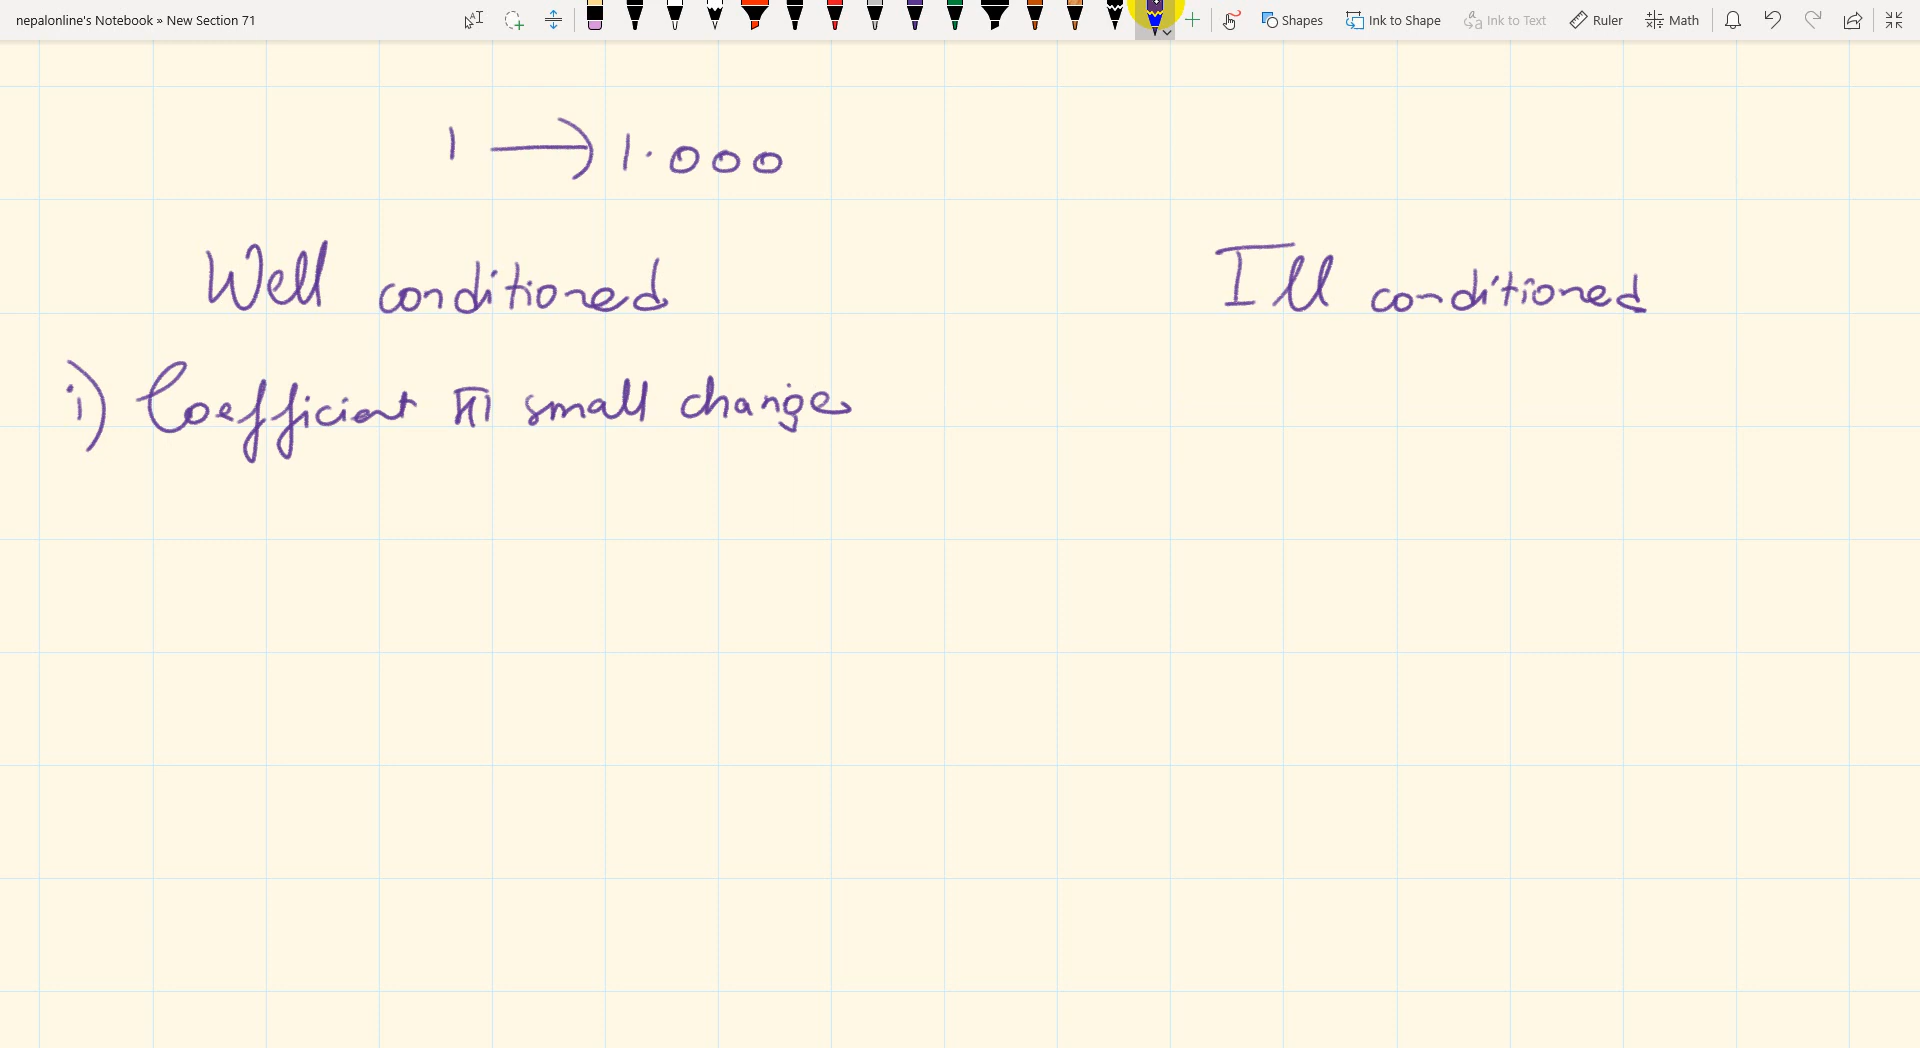 nepalonline's Notebook » New Section 71
Shapes Ink to Shape Ink to Text Ruler Math
1 → 1.000
Well conditioned
Ill conditioned
i) Coefficient मा small change